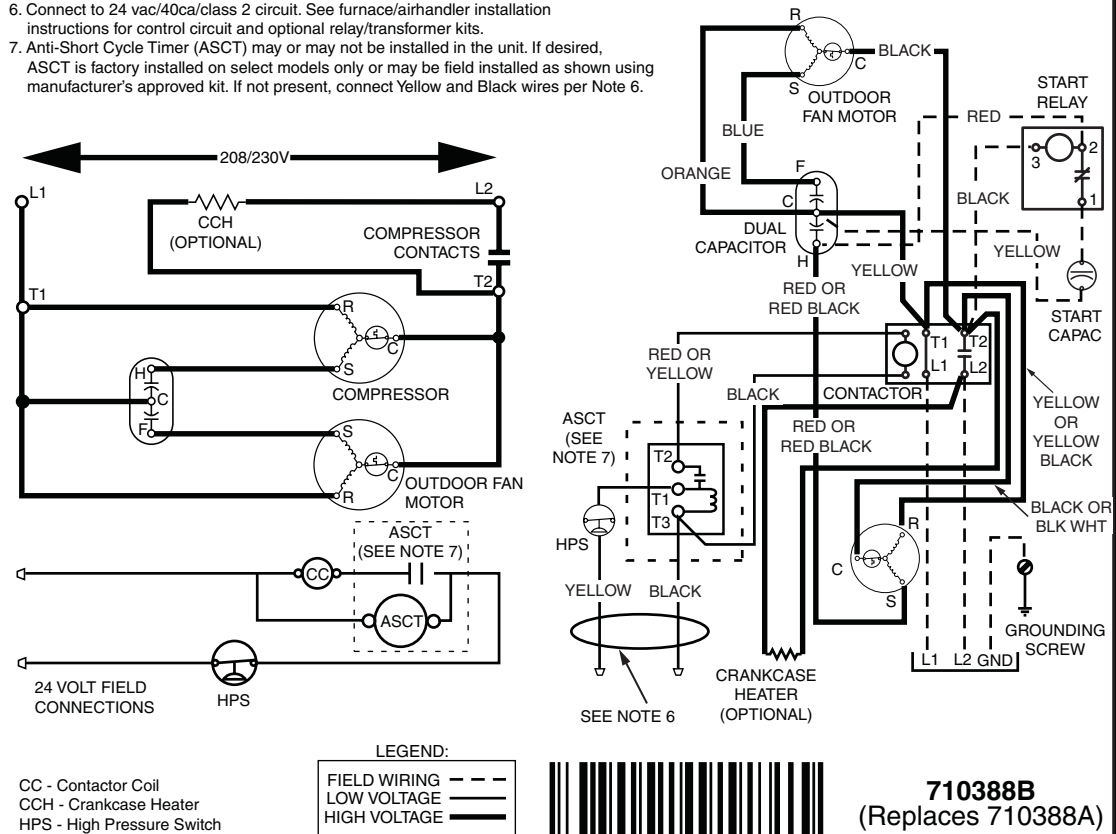 6. Connect to 24 vac/40ca/class 2 circuit. See furnace/airhandler installation
instructions for control circuit and optional relay/transformer kits.
7. Anti-Short Cycle Timer (ASCT) may or may not be installed in the unit. If desired,
ASCT is factory installed on select models only or may be field installed as shown using
manufacturer's approved kit. If not present, connect Yellow and Black wires per Note 6.
208/230V
L1
L2
CCH
(OPTIONAL)
COMPRESSOR
CONTACTS
T2
T1
R
C
S
COMPRESSOR
H
C
F
S
C
R
OUTDOOR FAN
MOTOR
ASCT
(SEE NOTE 7)
CC
ASCT
24 VOLT FIELD
CONNECTIONS
HPS
R
C
S
BLACK
OUTDOOR
FAN MOTOR
START
RELAY
RED
3
2
1
BLUE
ORANGE
F
C
H
DUAL
CAPACITOR
BLACK
YELLOW
YELLOW
START
CAPAC
RED OR
RED BLACK
T1
T2
L1
L2
CONTACTOR
RED OR
YELLOW
BLACK
RED OR
RED BLACK
YELLOW
OR
YELLOW
BLACK
ASCT
(SEE
NOTE 7)
T2
T1
T3
HPS
BLACK OR
BLK WHT
R
C
S
YELLOW
BLACK
GROUNDING
SCREW
L1
L2
GND
CRANKCASE
HEATER
(OPTIONAL)
SEE NOTE 6
CC - Contactor Coil
CCH - Crankcase Heater
HPS - High Pressure Switch
LEGEND:
FIELD WIRING
LOW VOLTAGE
HIGH VOLTAGE
710388B
(Replaces 710388A)